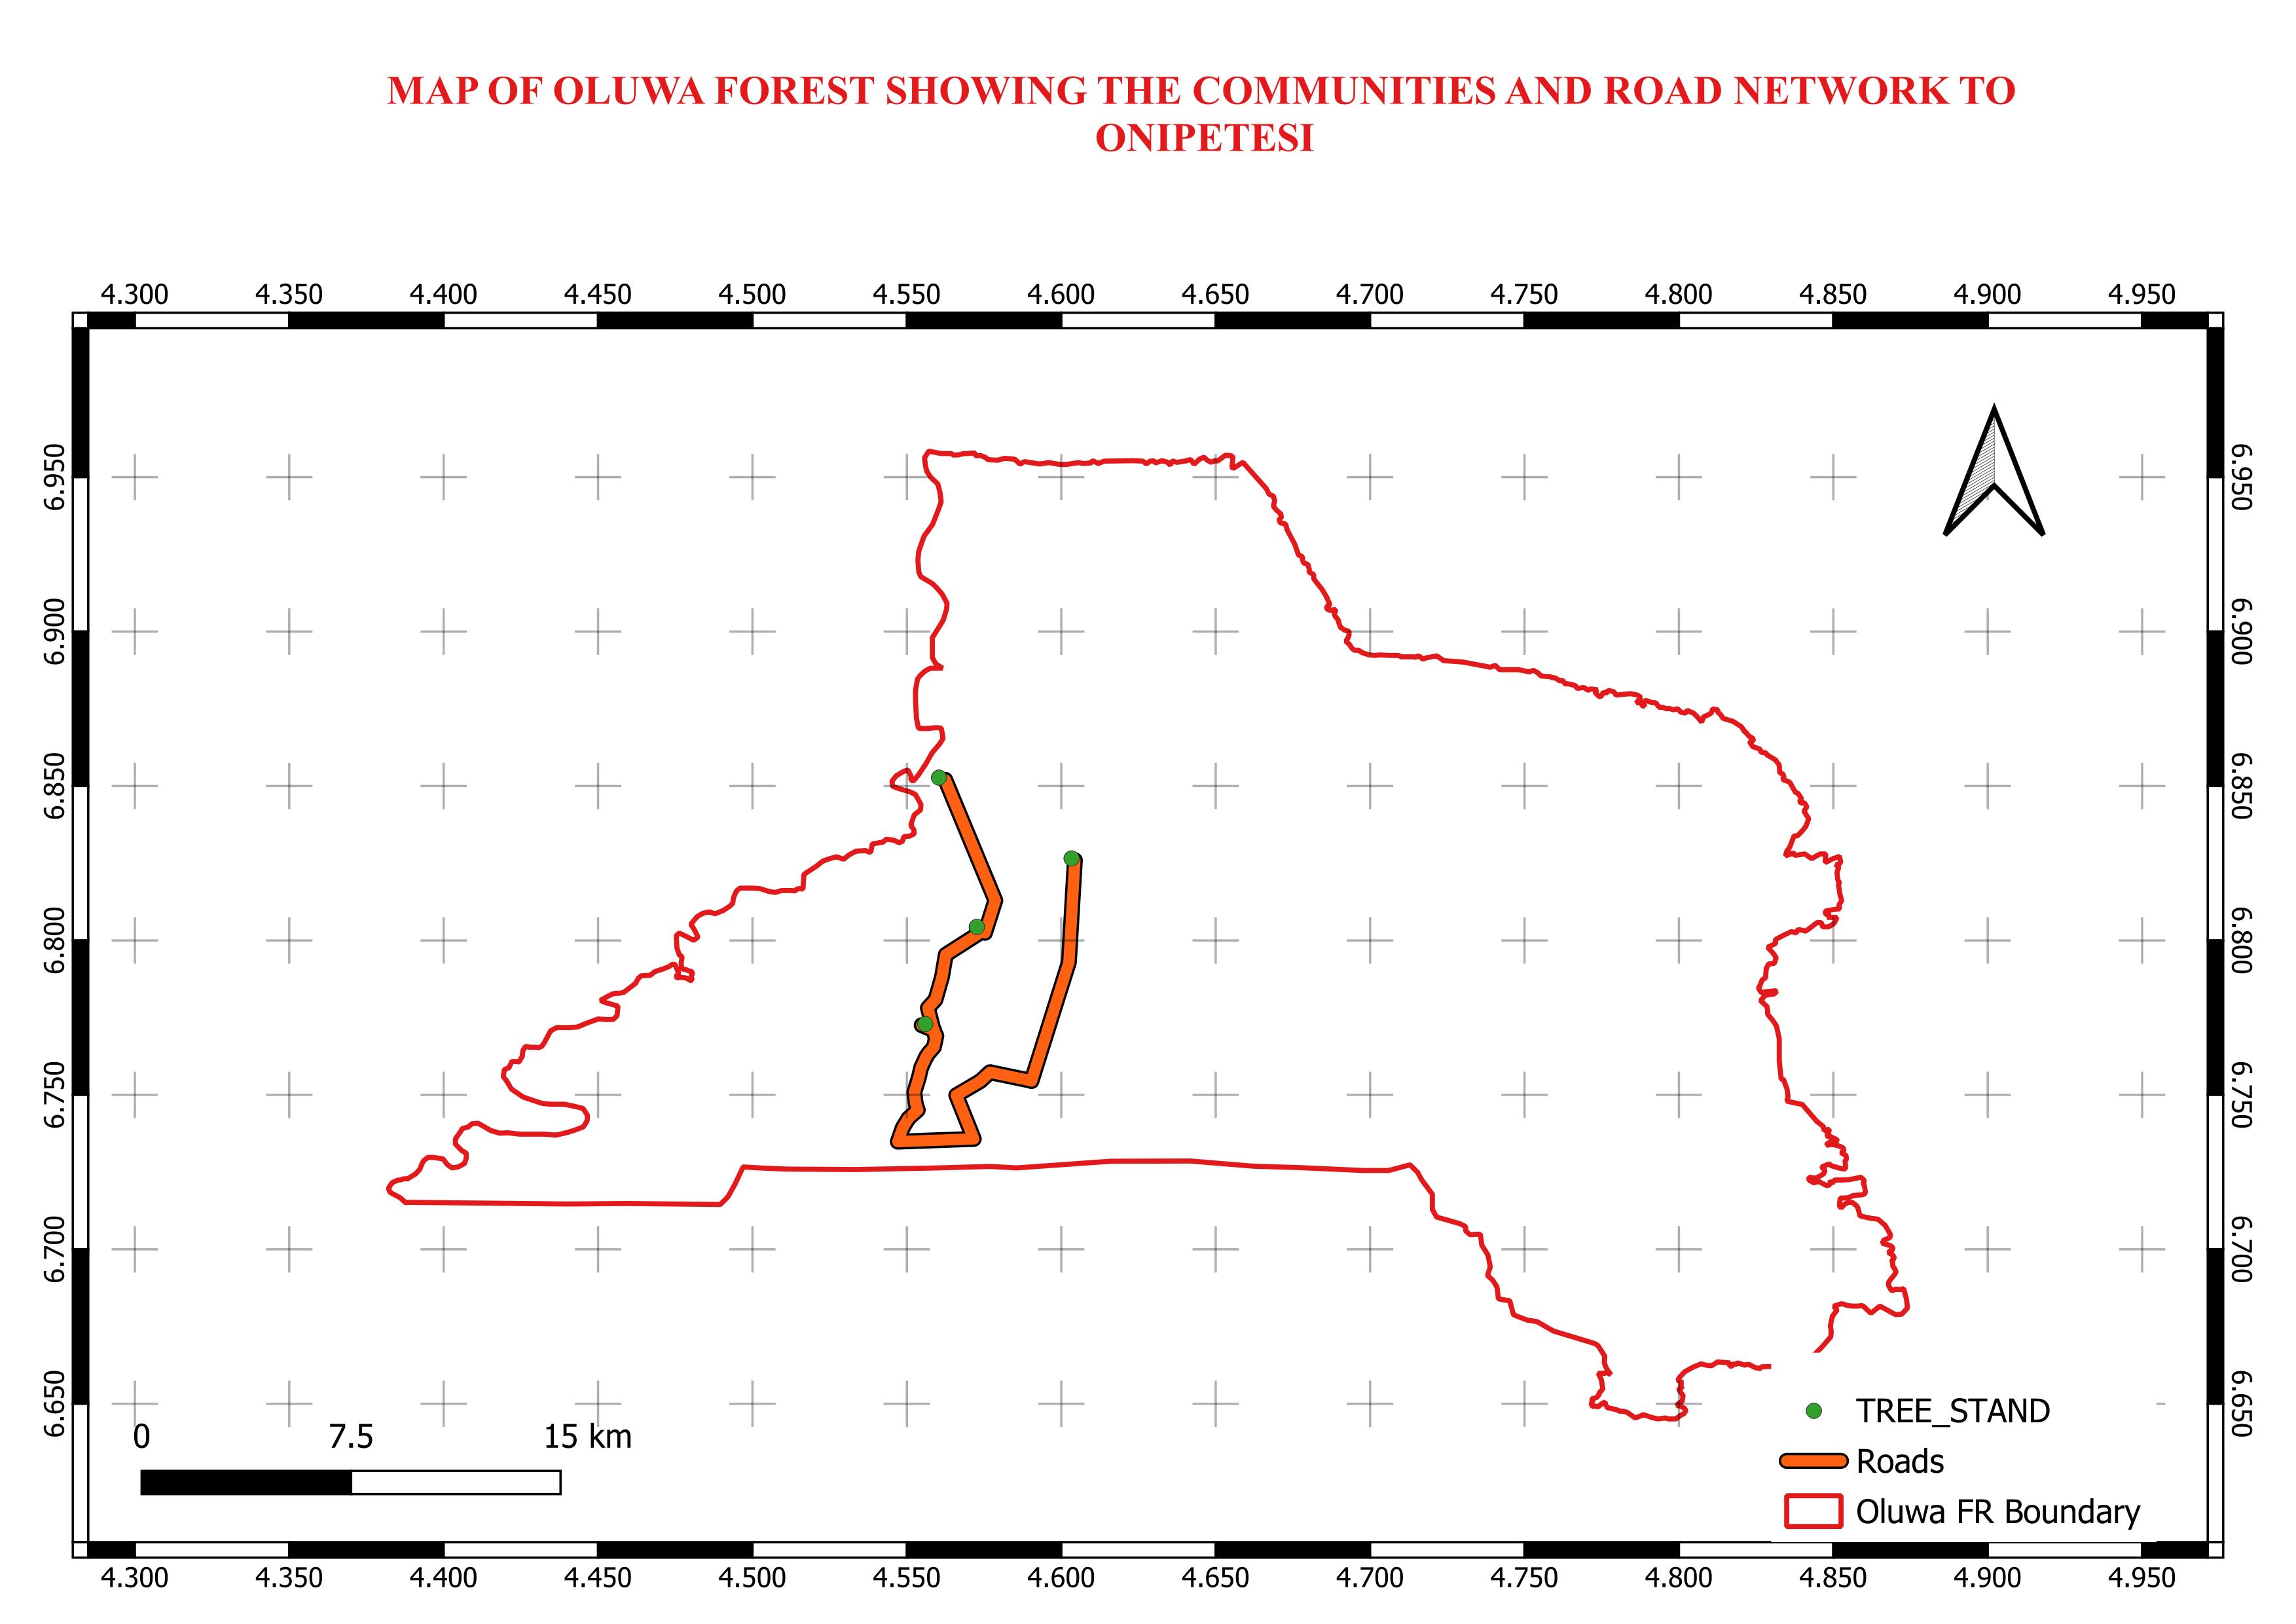 MAP OF OLUWA FOREST SHOWING THE COMMUNITIES AND ROAD NETWORK TO
ONIPETESI
4.300 4.350 4.400 4.450 4.500 4.550 4.600 4.650 4.700 4.750 4.800 4.850 4.900 4.950
6.950 6.950
6.900 6.900
6.850 6.850
6.800 6.800
6.750 6.750
6.700 6.700
6.650 6.650
0 7.5 15 km
TREE_STAND
Roads
Oluwa FR Boundary
4.300 4.350 4.400 4.450 4.500 4.550 4.600 4.650 4.700 4.750 4.800 4.850 4.900 4.950